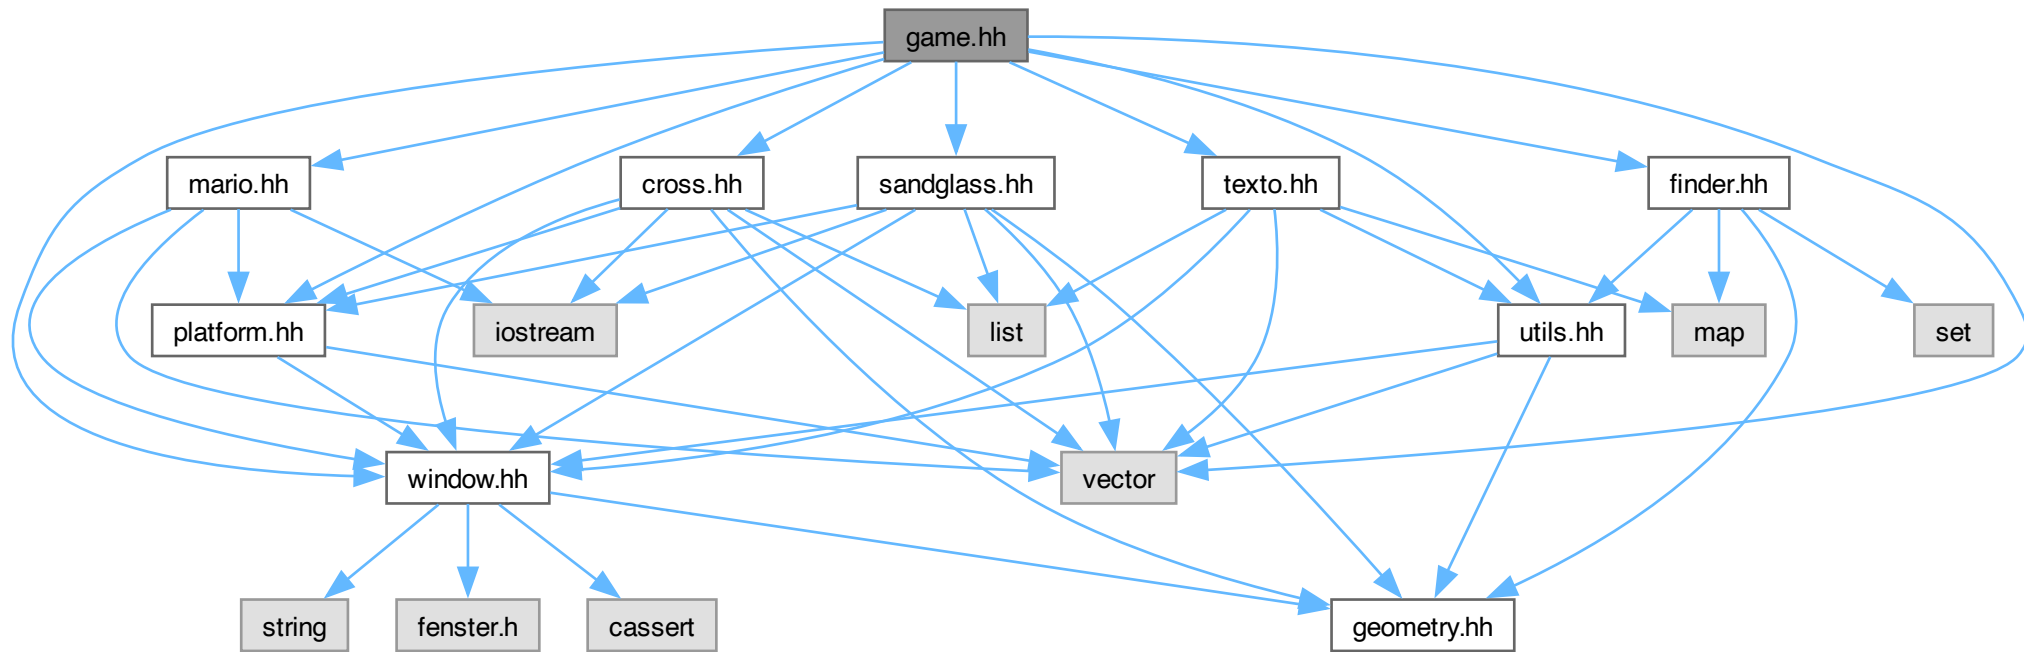 game.hh
mario.hh
cross.hh
sandglass.hh
texto.hh
finder.hh
platform.hh
iostream
list
utils.hh
map
set
window.hh
vector
string
fenster.h
cassert
geometry.hh